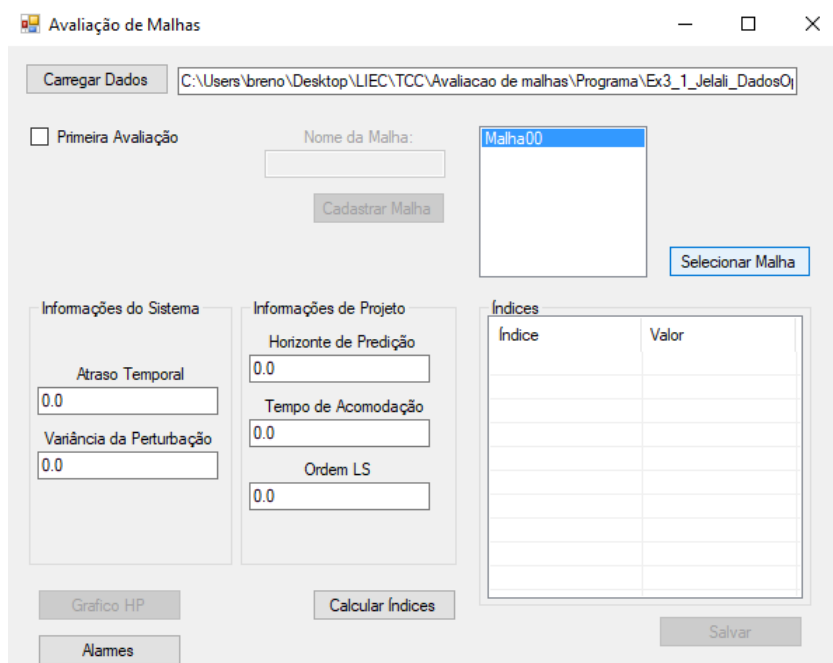 Avaliação de Malhas
Carregar Dados
C:\Users\breno\Desktop\LIEC\TCC\Avaliacao de malhas\Programa\Ex3_1_Jelali_DadosO
Primeira Avaliação
Nome da Malha:
Malha00
Cadastrar Malha
Selecionar Malha
Informações do Sistema
Atraso Temporal
0.0
Variância da Perturbação
0.0
Informações de Projeto
Horizonte de Predição
0.0
Tempo de Acomodação
0.0
Ordem LS
0.0
Índices
Índice Valor
Grafico HP
Calcular Índices
Salvar
Alarmes